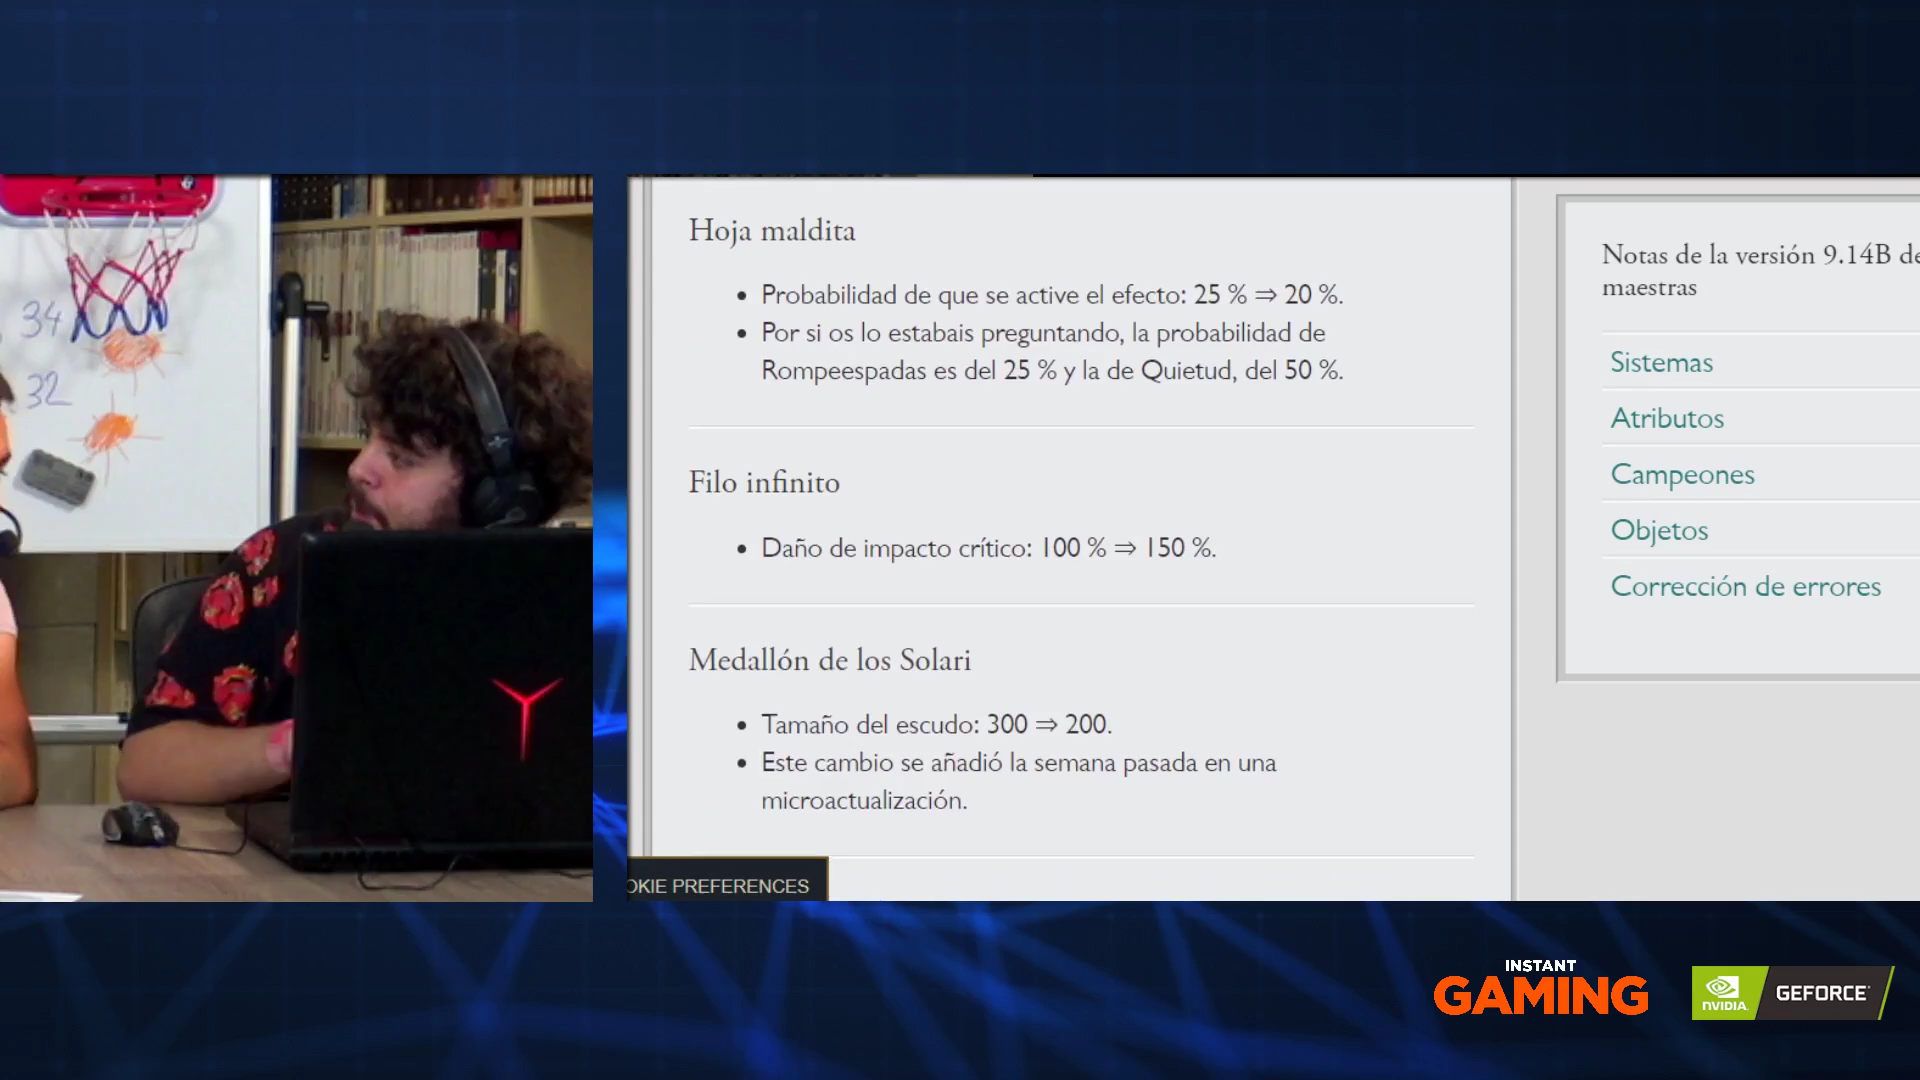 34
32
Hoja maldita
Probabilidad de que se active el efecto: 25 % ⇒ 20 %.
Por si os lo estabais preguntando, la probabilidad de
Rompeespadas es del 25 % y la de Quietud, del 50 %.
Filo infinito
Daño de impacto crítico: 100 % ⇒ 150 %.
Medallón de los Solari
Tamaño del escudo: 300 ⇒ 200.
Este cambio se añadió la semana pasada en una
microactualización.
OKIE PREFERENCES
Notas de la versión 9.14B de
maestras
Sistemas
Atributos
Campeones
Objetos
Corrección de errores
INSTANT
GAMING
NVIDIA
GEFORCE